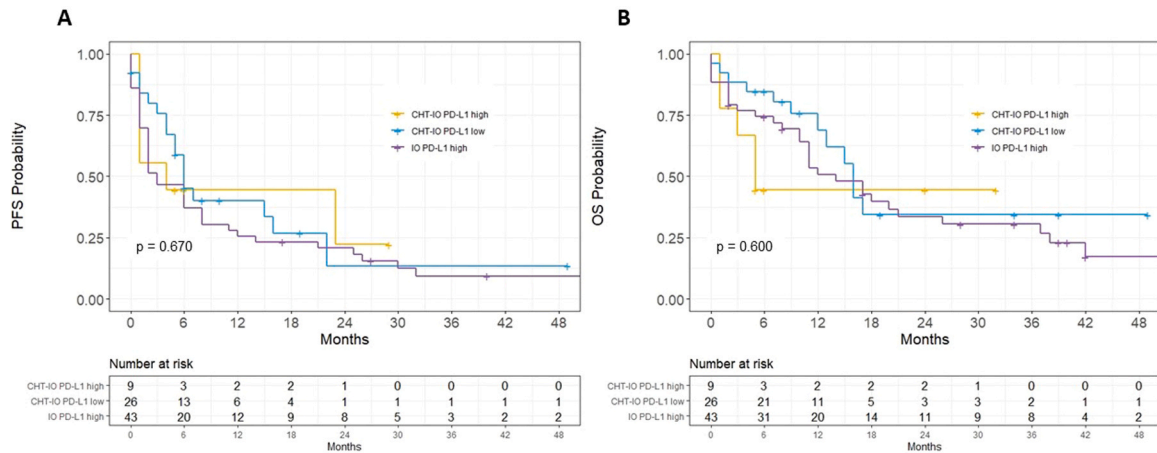 A
PFS Probability
1.00
0.75
0.50
0.25
0.00
CHT-IO PD-L1 high
CHT-IO PD-L1 low
IO PD-L1 high
p = 0.670
0 6 12 18 24 30 36 42 48
Months
Number at risk
CHT-IO PD-L1 high 9 3 2 2 1 0 0 0 0
CHT-IO PD-L1 low 26 13 6 4 1 1 1 1 1
IO PD-L1 high 43 20 12 9 8 5 3 2 2
0 6 12 18 24 30 36 42 48
Months
B
OS Probability
1.00
0.75
0.50
0.25
0.00
CHT-IO PD-L1 high
CHT-IO PD-L1 low
IO PD-L1 high
p = 0.600
0 6 12 18 24 30 36 42 48
Months
Number at risk
CHT-IO PD-L1 high 9 3 2 2 2 1 0 0 0
CHT-IO PD-L1 low 26 21 11 5 3 3 2 1 1
IO PD-L1 high 43 31 20 14 11 9 8 4 2
0 6 12 18 24 30 36 42 48
Months